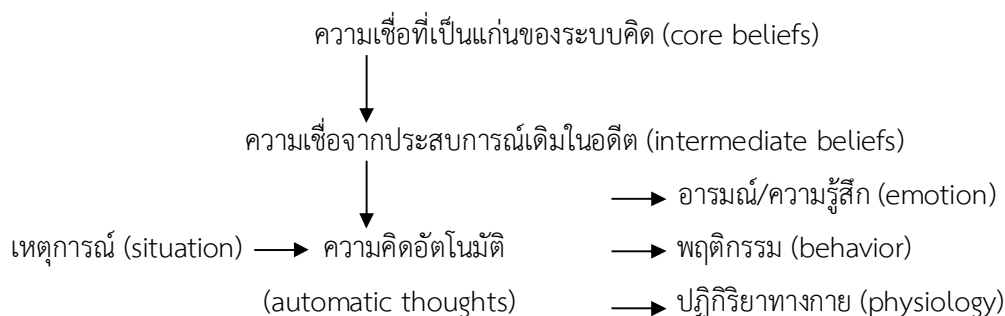 ความเชื่อที่เป็นแก่นของระบบคิด (core beliefs)
ความเชื่อจากประสบการณ์เดิมในอดีต (intermediate beliefs)
อารมณ์/ความรู้สึก (emotion)
เหตุการณ์ (situation) ความคิดอัตโนมัติ พฤติกรรม (behavior)
(automatic thoughts) ปฏิกิริยาทางกาย (physiology)